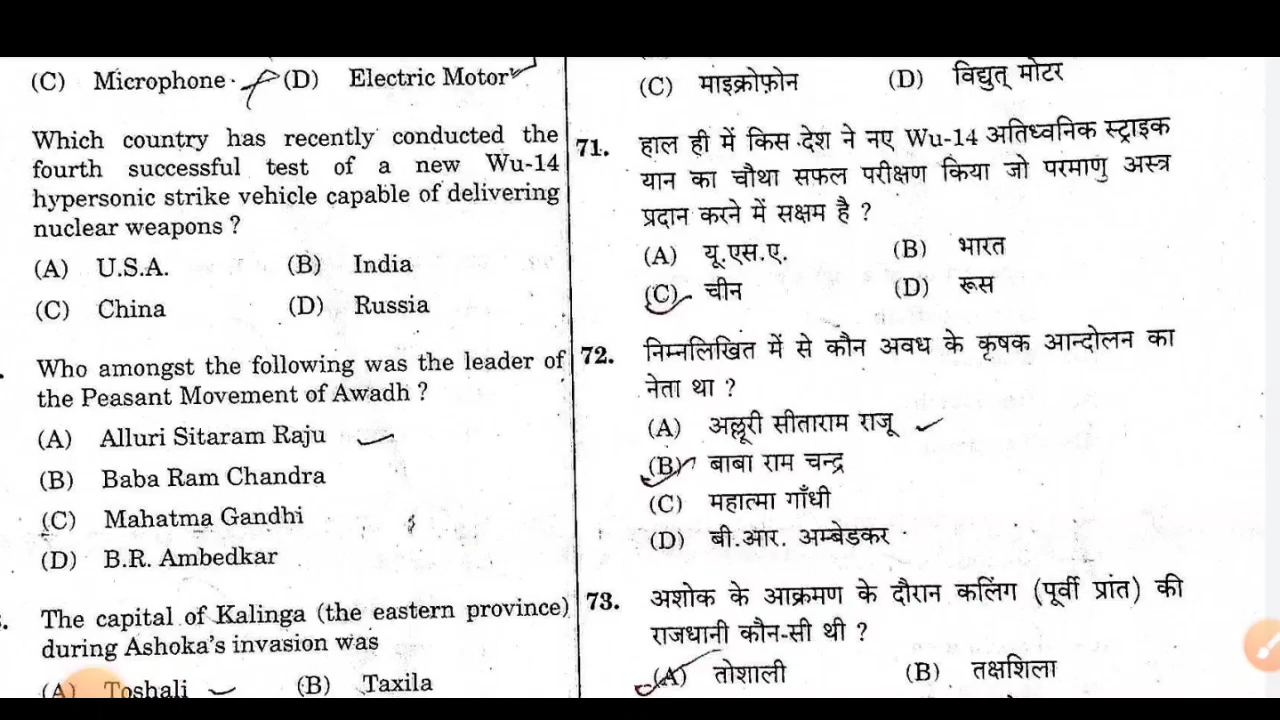 (C) Microphone. (D) Electric Motor
Which country has recently conducted the
fourth successful test of a new Wu-14
hypersonic strike vehicle capable of delivering
nuclear weapons ?
(A) U.S.A. (B) India
(C) China (D) Russia
Who amongst the following was the leader of
the Peasant Movement of Awadh ?
(A) Alluri Sitaram Raju
(B) Baba Ram Chandra
(C) Mahatma Gandhi
(D) B.R. Ambedkar
The capital of Kalinga (the eastern province)
during Ashoka's invasion was
(A) Toshali (B) Taxila
(C) माइक्रोफ़ोन (D) विद्युत् मोटर
71. हाल ही में किस देश ने नए Wu-14 अतिध्वनिक स्ट्राइक
यान का चौथा सफल परीक्षण किया जो परमाणु अस्त्र
प्रदान करने में सक्षम है ?
(A) यू.एस.ए. (B) भारत
(C) चीन (D) रूस
72. निम्नलिखित में से कौन अवध के कृषक आन्दोलन का
नेता था ?
(A) अल्लूरी सीताराम राजू
(B) बाबा राम चन्द्र
(C) महात्मा गाँधी
(D) बी.आर. अम्बेडकर
73. अशोक के आक्रमण के दौरान कलिंग (पूर्वी प्रांत) की
राजधानी कौन-सी थी ?
(A) तोशाली (B) तक्षशिला